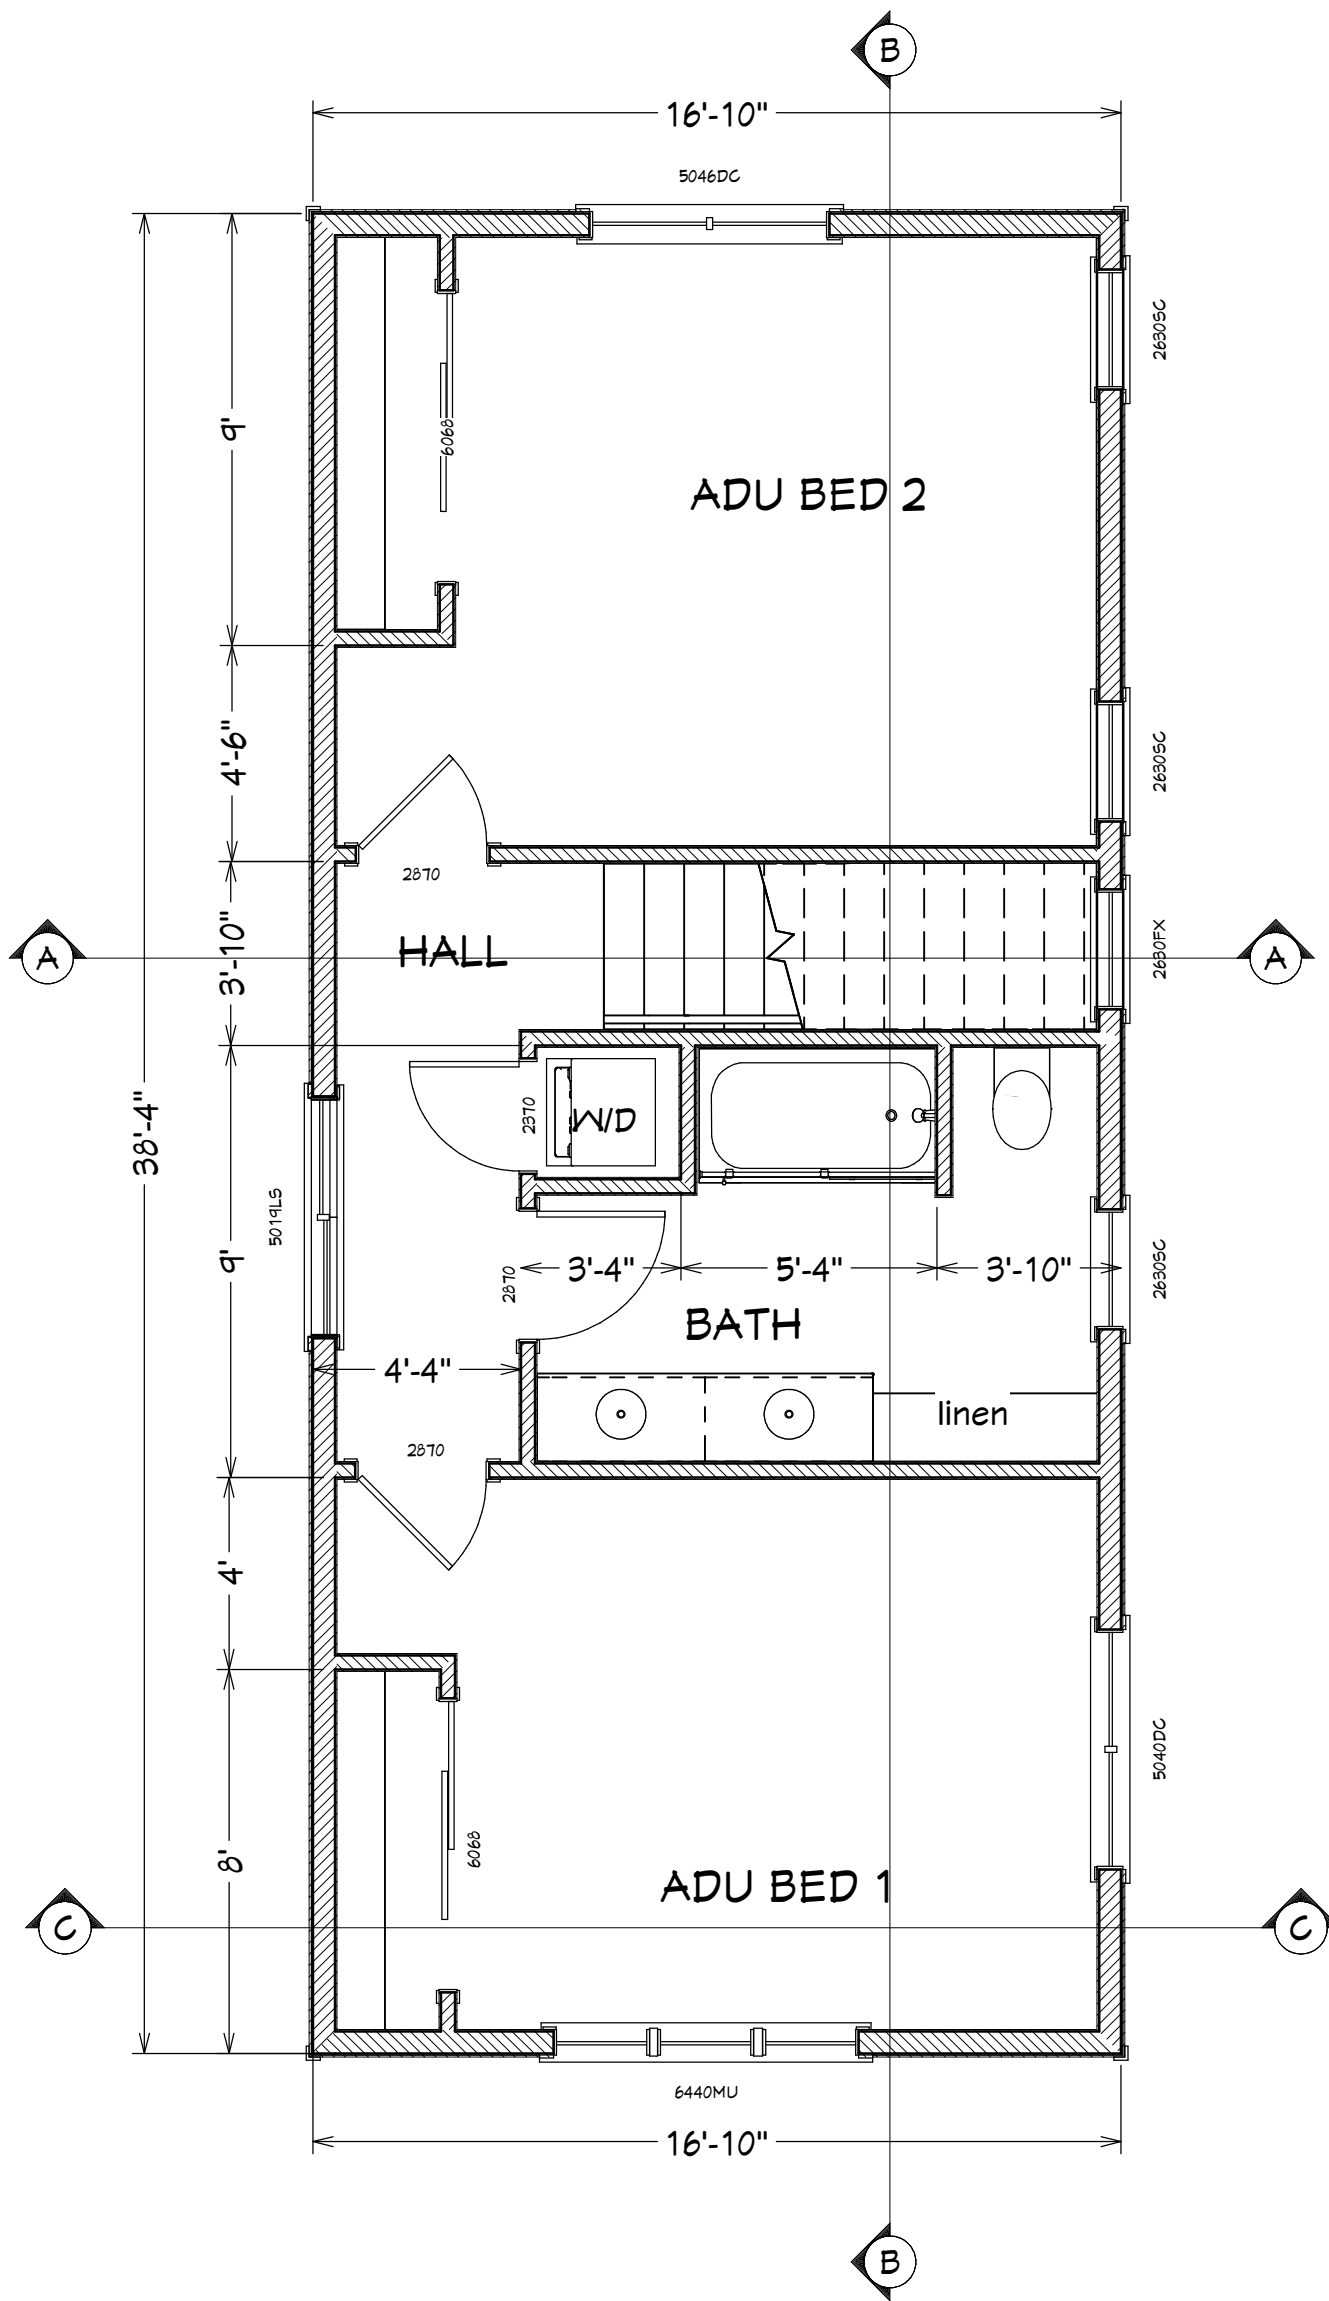 B
16'-10"
5046DC
2630SC
9'
6068
ADU BED 2
4'-6"
2630SC
2870
3'-10"
HALL
2630FX
A
A
38'-4"
2370
W/D
5019LS
9'
2870
3'-4"
5'-4"
3'-10"
2630SC
BATH
4'-4"
linen
2870
4'
5040DC
8'
6068
ADU BED 1
C
C
6440MU
16'-10"
B